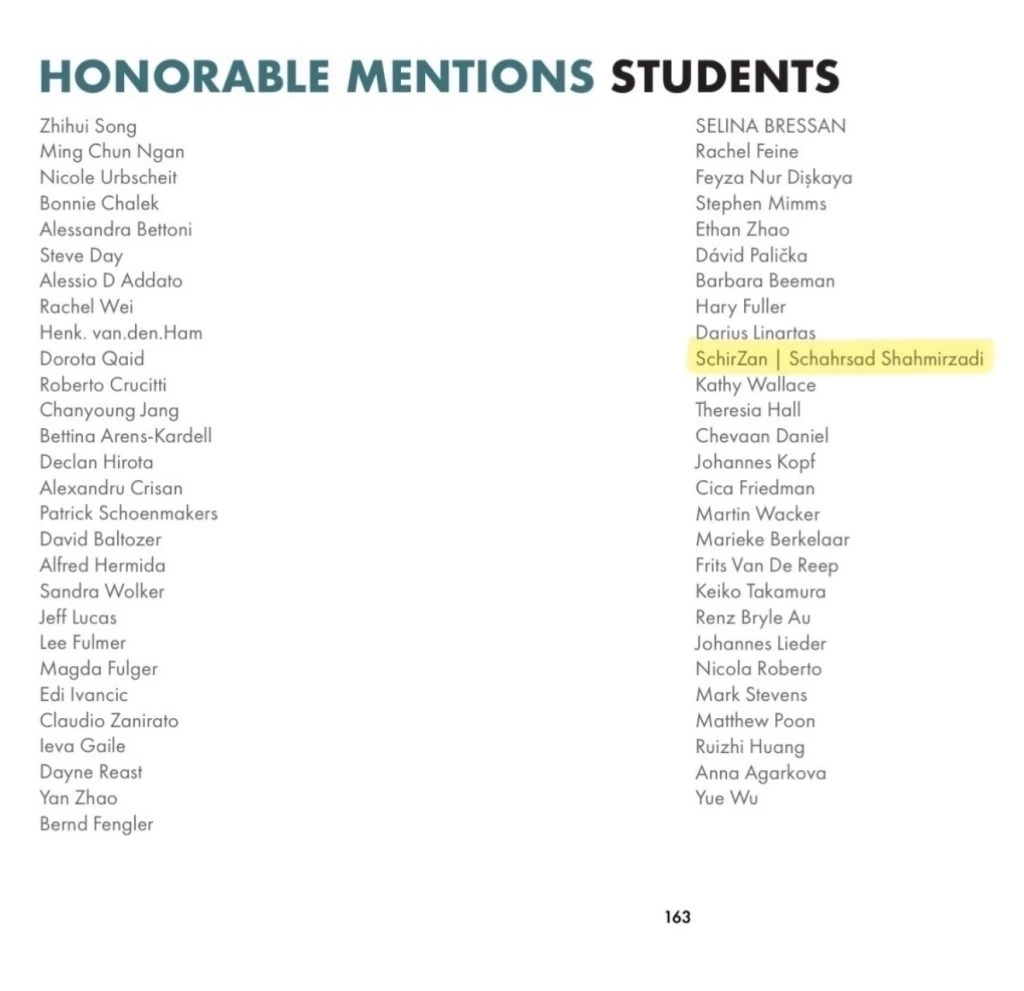 HONORABLE MENTIONS STUDENTS
Zhihui Song
Ming Chun Ngan
Nicole Urbscheit
Bonnie Chalek
Alessandra Bettoni
Steve Day
Alessio D Addato
Rachel Wei
Henk. van.den.Ham
Dorota Qaid
Roberto Crucitti
Chanyoung Jang
Bettina Arens-Kardell
Declan Hirota
Alexandru Crisan
Patrick Schoenmakers
David Baltozer
Alfred Hermida
Sandra Wolker
Jeff Lucas
Lee Fulmer
Magda Fulger
Edi Ivancic
Claudio Zanirato
Ieva Gaile
Dayne Reast
Yan Zhao
Bernd Fengler
SELINA BRESSAN
Rachel Feine
Feyza Nur Dişkaya
Stephen Mimms
Ethan Zhao
Dávid Palička
Barbara Beeman
Hary Fuller
Darius Linartas
SchirZan | Schahrsad Shahmirzadi
Kathy Wallace
Theresia Hall
Chevaan Daniel
Johannes Kopf
Cica Friedman
Martin Wacker
Marieke Berkelaar
Frits Van De Reep
Keiko Takamura
Renz Bryle Au
Johannes Lieder
Nicola Roberto
Mark Stevens
Matthew Poon
Ruizhi Huang
Anna Agarkova
Yue Wu
163